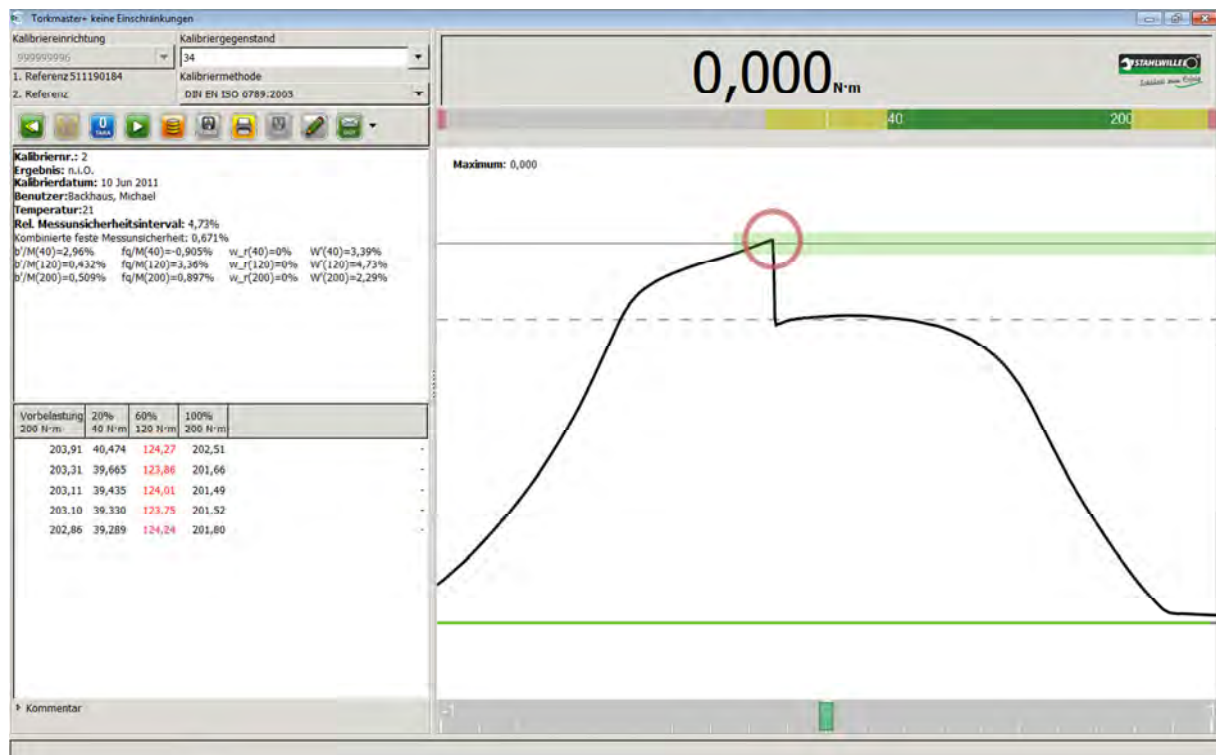 Torkmaster+ keine Einschränkungen
Kalibriereinrichtung Kalibriergegenstand
999999996 34
1. Referenz 511190184 Kalibriermethode
2. Referenz DIN EN ISO 6789:2003
0
TARA
Kalibriernr.: 2
Ergebnis: n.i.O.
Kalibrierdatum: 10 Jun 2011
Benutzer:Backhaus, Michael
Temperatur:21
Rel. Messunsicherheitsinterval: 4,73%
Kombinierte feste Messunsicherheit: 0,671%
b'/M(40)=2,96% fq/M(40)=-0,905% w_r(40)=0% W'(40)=3,39%
b'/M(120)=0,432% fq/M(120)=3,36% w_r(120)=0% W'(120)=4,73%
b'/M(200)=0,509% fq/M(200)=0,897% w_r(200)=0% W'(200)=2,29%
Vorbelastung 20% 60% 100%
200 N·m 40 N·m 120 N·m 200 N·m
203,91 40,474 124,27 202,51 -
203,31 39,665 123,86 201,66 -
203,11 39,435 124,01 201,49 -
203,10 39,330 123,75 201,52 -
202,86 39,289 124,24 201,80 -
Kommentar
0,000 N·m
STAHLWILLE
40 200
Maximum: 0,000
-1 1